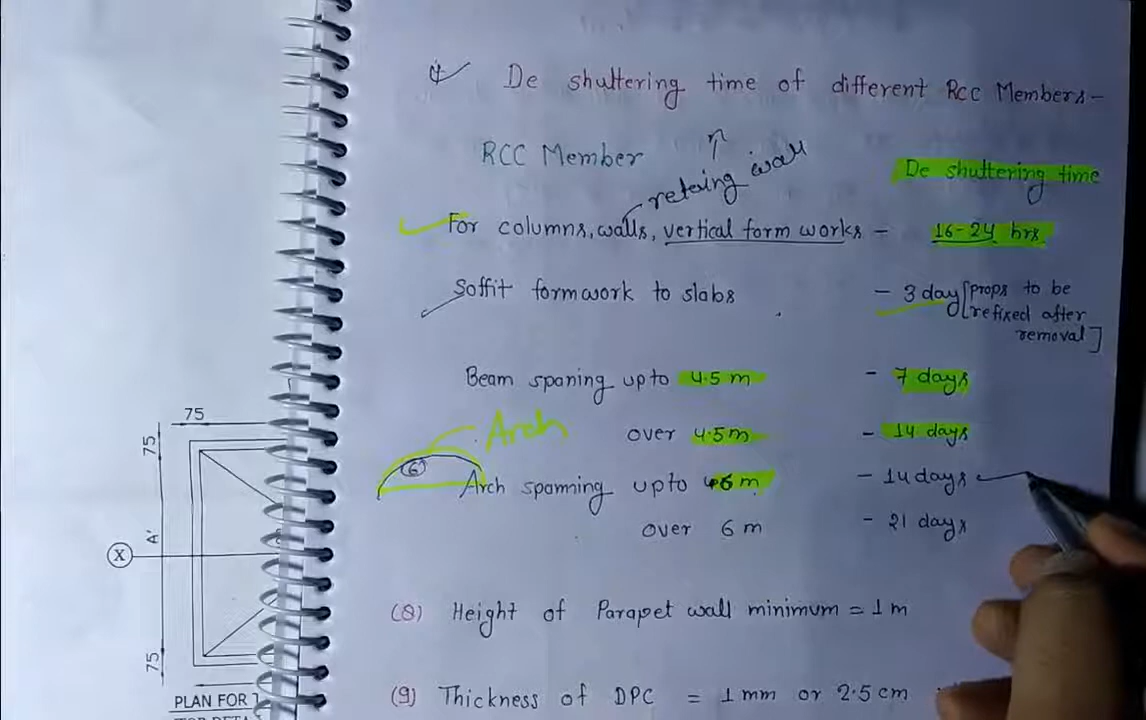 De shuttering time of different Rcc Members-
RCC Member
retering wall
De shuttering time
For columns, walls, vertical form works - 16-24 hrs
Soffit formwork to slabs - 3 day [props to be
refixed after
removal]
Beam spaning upto 4.5 m - 7 days
over 4.5m - 14 days
Arch
(6)
Arch spanning upto 6 m - 14 days
over 6 m - 21 days
(8) Height of Parapet wall minimum = 1 m
(9) Thickness of DPC = 1 mm or 2.5 cm
75
75
A'
X
75
PLAN FOR